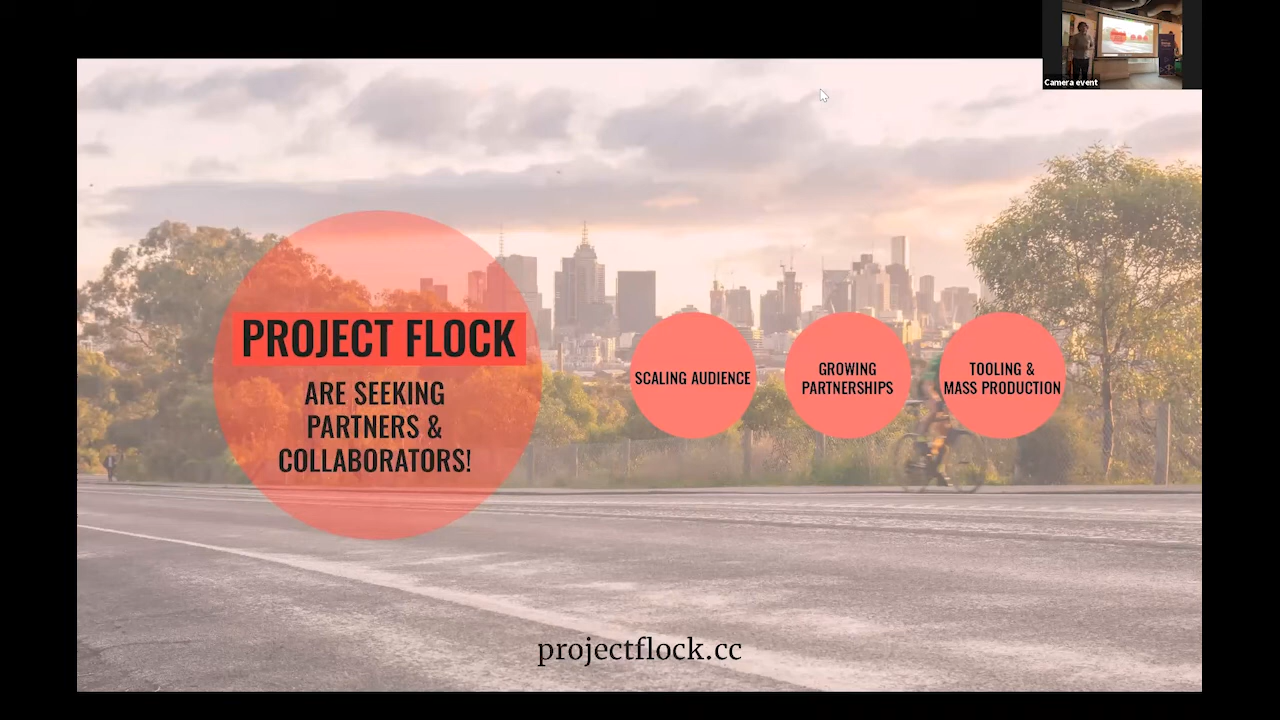 Camera event
PROJECT FLOCK
ARE SEEKING
PARTNERS &
COLLABORATORS!
SCALING AUDIENCE
GROWING
PARTNERSHIPS
TOOLING &
MASS PRODUCTION
projectflock.cc